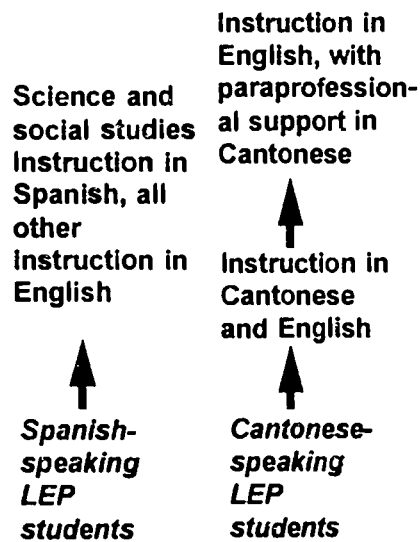 Science and
social studies
Instruction in
Spanish, all
other
Instruction in
English
Spanish-
speaking
LEP
students
Instruction in
English, with
paraprofession-
al support in
Cantonese
Instruction in
Cantonese
and English
Cantonese-
speaking
LEP
students